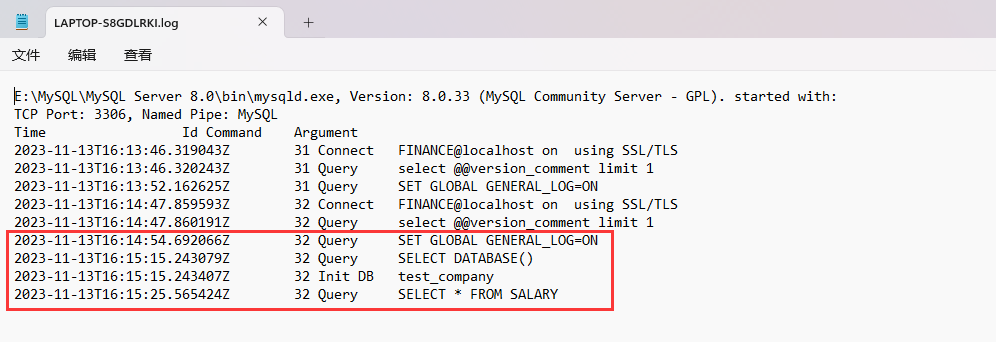 LAPTOP-S8GDLRKI.log
文件 编辑 查看
E:\MySQL\MySQL Server 8.0\bin\mysqld.exe, Version: 8.0.33 (MySQL Community Server - GPL). started with:
TCP Port: 3306, Named Pipe: MySQL
Time                 Id Command    Argument
2023-11-13T16:13:46.319043Z	   31 Connect	FINANCE@localhost on  using SSL/TLS
2023-11-13T16:13:46.320243Z	   31 Query	select @@version_comment limit 1
2023-11-13T16:13:52.162625Z	   31 Query	SET GLOBAL GENERAL_LOG=ON
2023-11-13T16:14:47.859593Z	   32 Connect	FINANCE@localhost on  using SSL/TLS
2023-11-13T16:14:47.860191Z	   32 Query	select @@version_comment limit 1
2023-11-13T16:14:54.692066Z	   32 Query	SET GLOBAL GENERAL_LOG=ON
2023-11-13T16:15:15.243079Z	   32 Query	SELECT DATABASE()
2023-11-13T16:15:15.243407Z	   32 Init DB	test_company
2023-11-13T16:15:25.565424Z	   32 Query	SELECT * FROM SALARY